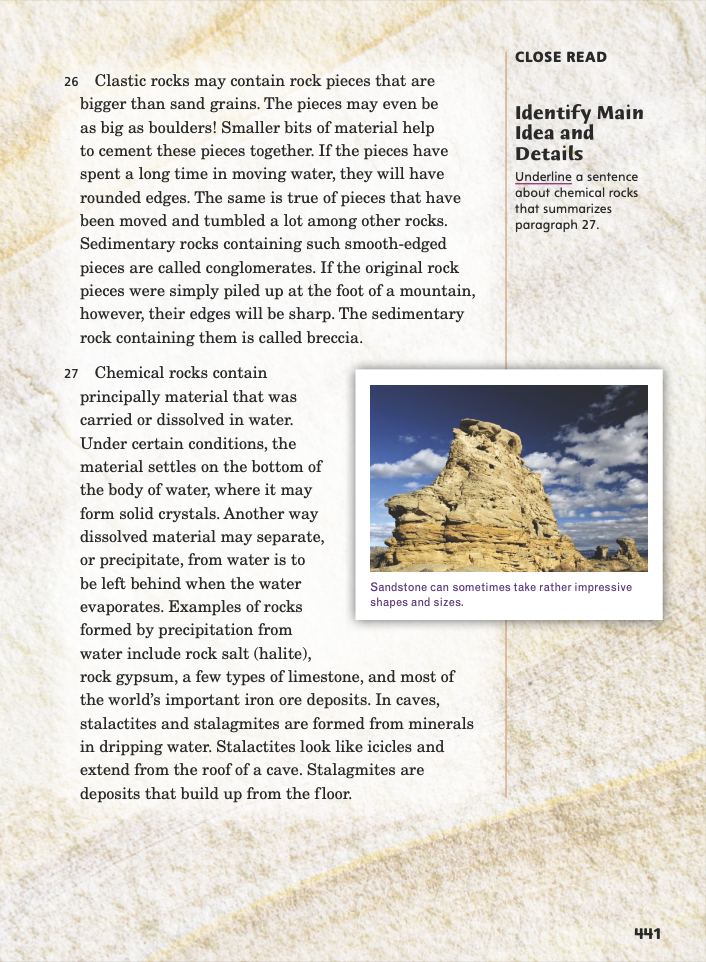 26 Clastic rocks may contain rock pieces that are
bigger than sand grains. The pieces may even be
as big as boulders! Smaller bits of material help
to cement these pieces together. If the pieces have
spent a long time in moving water, they will have
rounded edges. The same is true of pieces that have
been moved and tumbled a lot among other rocks.
Sedimentary rocks containing such smooth-edged
pieces are called conglomerates. If the original rock
pieces were simply piled up at the foot of a mountain,
however, their edges will be sharp. The sedimentary
rock containing them is called breccia.
27 Chemical rocks contain
principally material that was
carried or dissolved in water.
Under certain conditions, the
material settles on the bottom of
the body of water, where it may
form solid crystals. Another way
dissolved material may separate,
or precipitate, from water is to
be left behind when the water
evaporates. Examples of rocks
formed by precipitation from
water include rock salt (halite),
rock gypsum, a few types of limestone, and most of
the world's important iron ore deposits. In caves,
stalactites and stalagmites are formed from minerals
in dripping water. Stalactites look like icicles and
extend from the roof of a cave. Stalagmites are
deposits that build up from the floor.
CLOSE READ
Identify Main
Idea and
Details
Underline a sentence
about chemical rocks
that summarizes
paragraph 27.
Sandstone can sometimes take rather impressive
shapes and sizes.
441